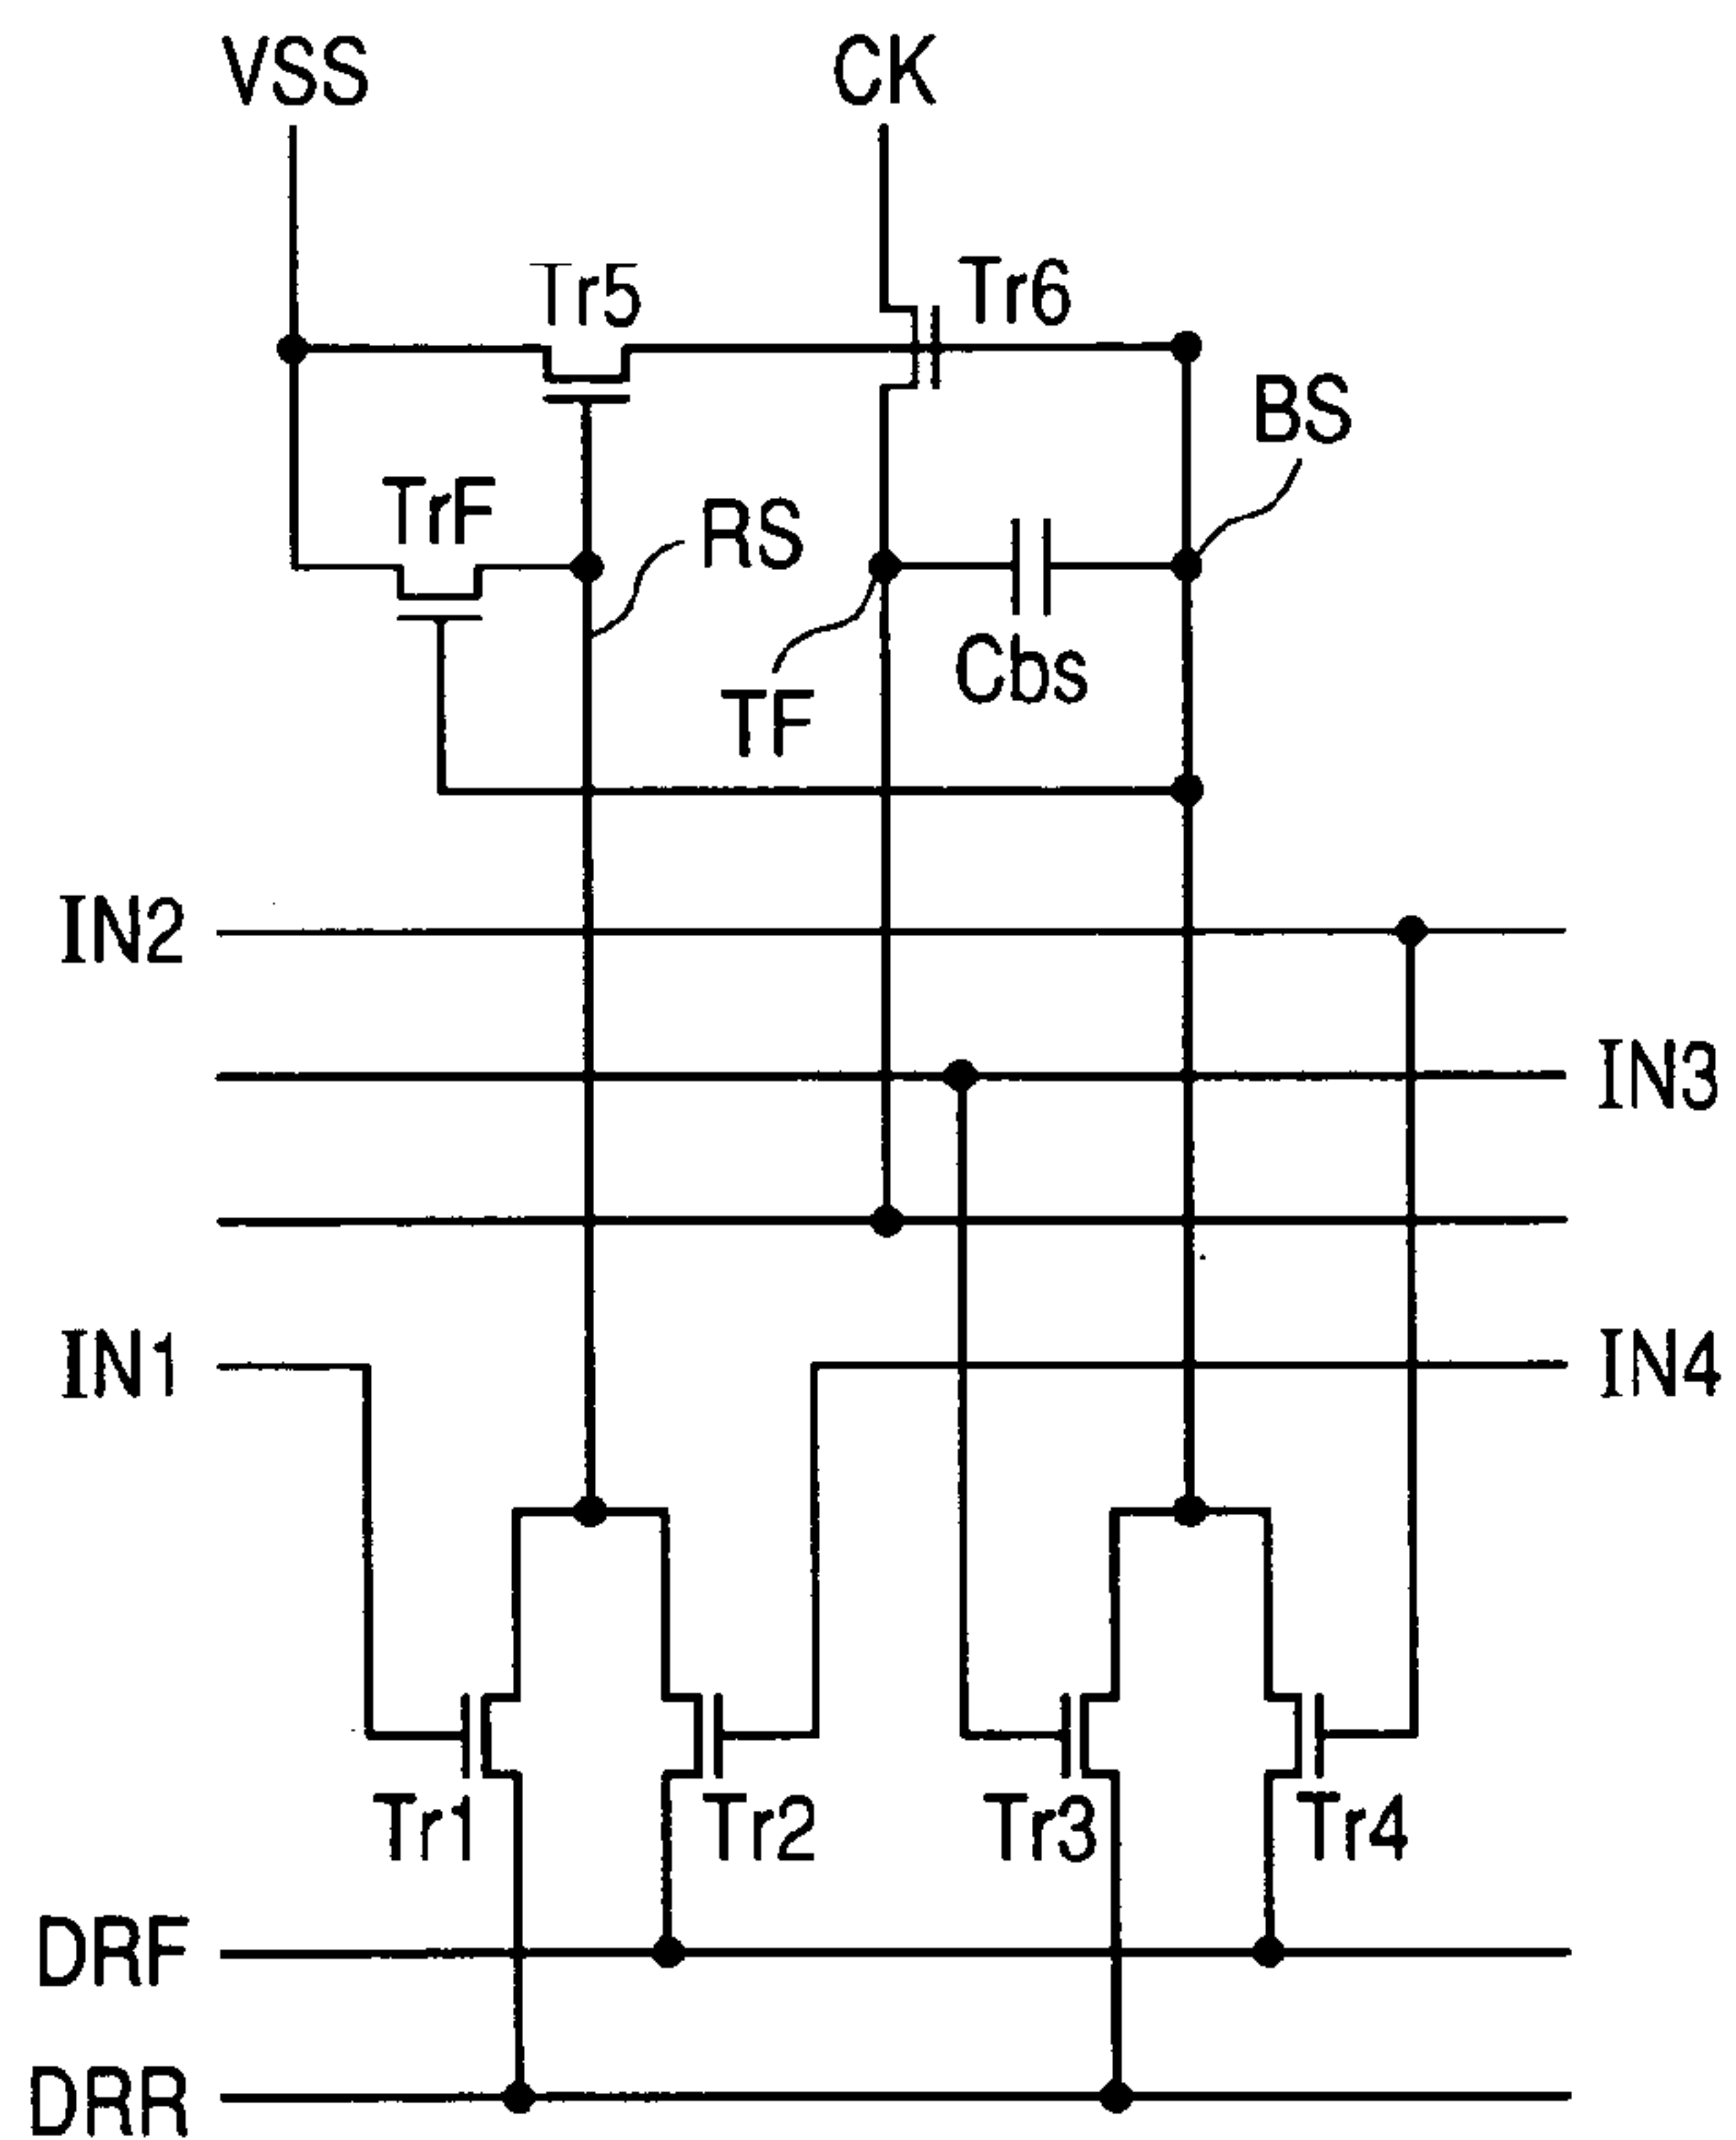 VSS
CK
Tr5
Tr6
BS
TrF
RS
Cbs
TF
IN2
IN3
IN1
IN4
Tr1
Tr2
Tr3
Tr4
DRF
DRR